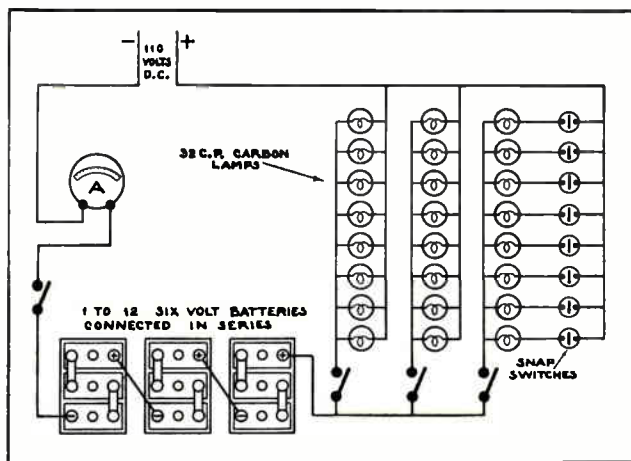 − +
110
VOLTS
D.C.
32 C.P. CARBON
LAMPS
A
1 TO 12 SIX VOLT BATTERIES
CONNECTED IN SERIES
SNAP
SWITCHES